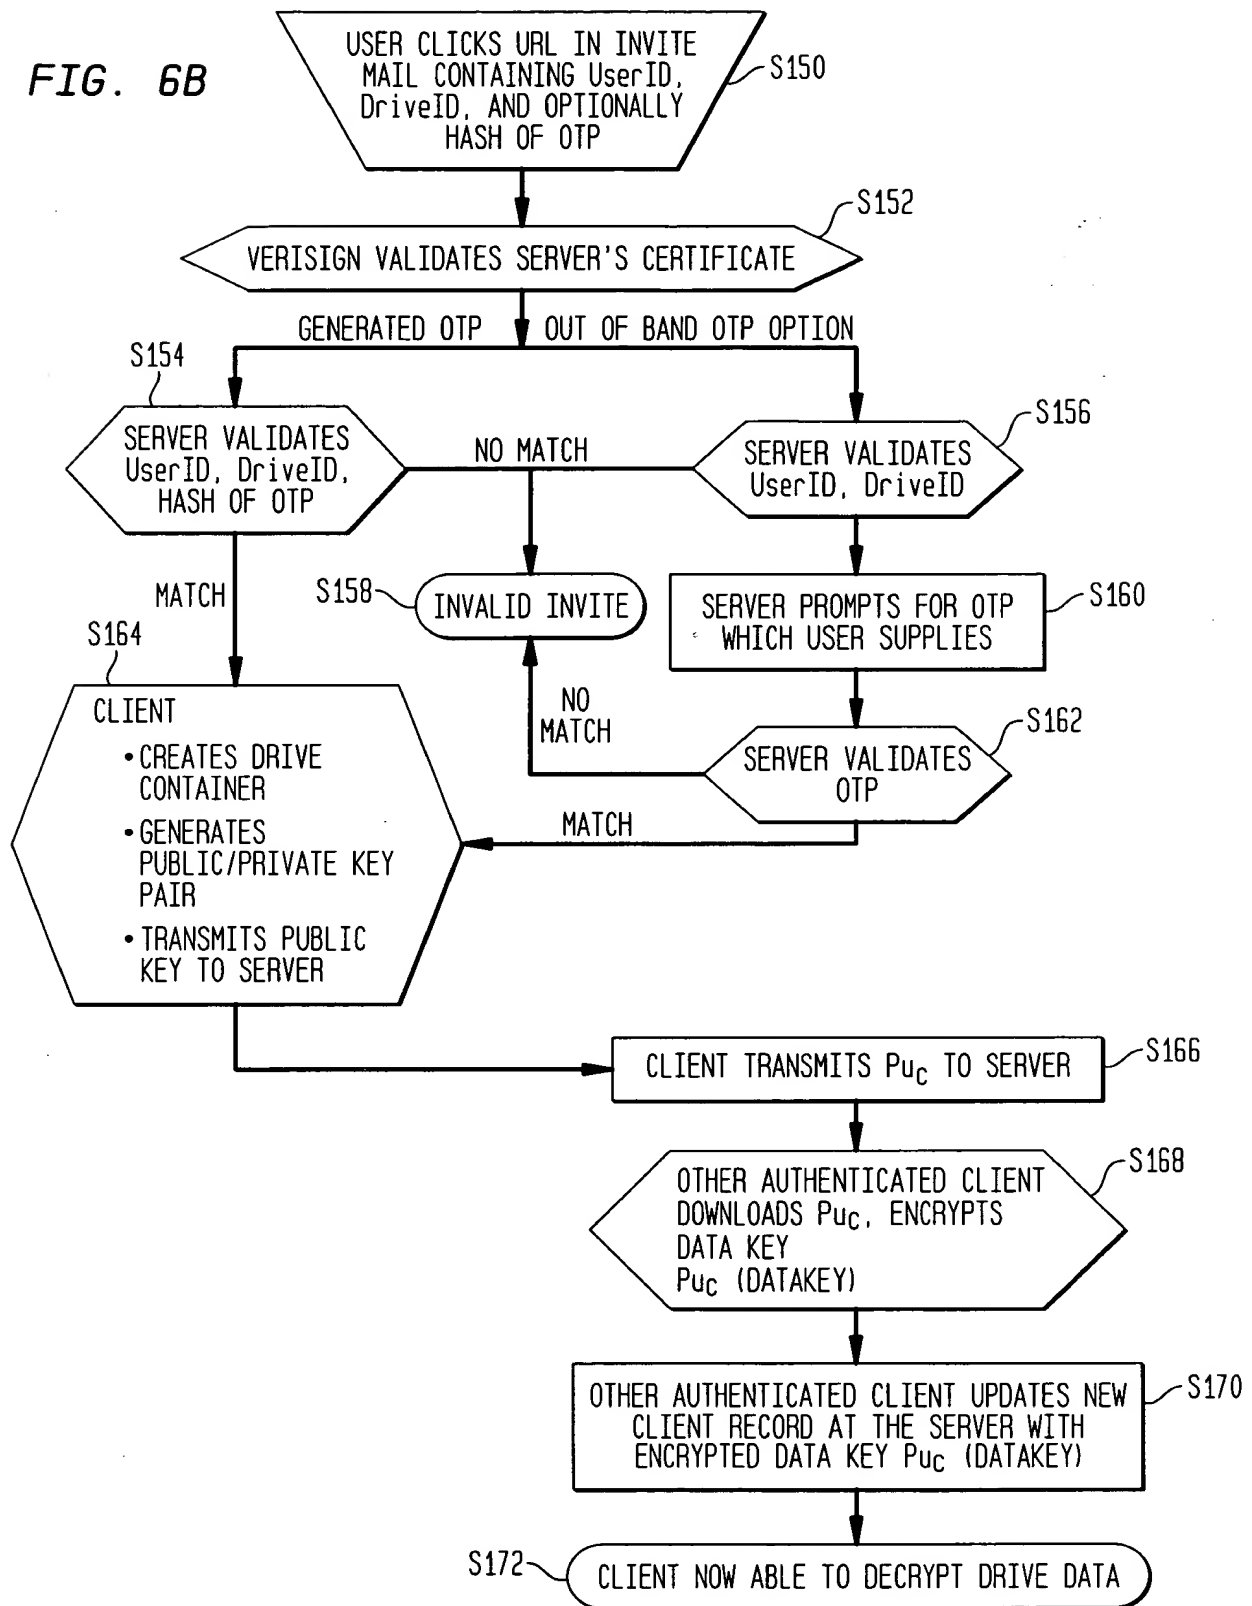 FIG. 6B
USER CLICKS URL IN INVITE
MAIL CONTAINING UserID,
DriveID, AND OPTIONALLY
HASH OF OTP
S150
S152
VERISIGN VALIDATES SERVER'S CERTIFICATE
GENERATED OTP
OUT OF BAND OTP OPTION
S154
SERVER VALIDATES
UserID, DriveID,
HASH OF OTP
NO MATCH
S156
SERVER VALIDATES
UserID, DriveID
MATCH
S158
INVALID INVITE
S160
SERVER PROMPTS FOR OTP
WHICH USER SUPPLIES
NO
MATCH
S162
SERVER VALIDATES
OTP
MATCH
S164
CLIENT
• CREATES DRIVE
CONTAINER
• GENERATES
PUBLIC/PRIVATE KEY
PAIR
• TRANSMITS PUBLIC
KEY TO SERVER
CLIENT TRANSMITS PuC TO SERVER
S166
S168
OTHER AUTHENTICATED CLIENT
DOWNLOADS PuC, ENCRYPTS
DATA KEY
PuC (DATAKEY)
S170
OTHER AUTHENTICATED CLIENT UPDATES NEW
CLIENT RECORD AT THE SERVER WITH
ENCRYPTED DATA KEY PuC (DATAKEY)
S172
CLIENT NOW ABLE TO DECRYPT DRIVE DATA